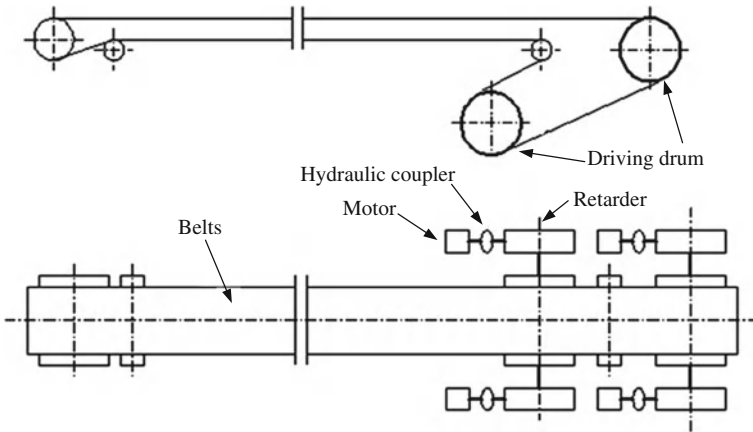 Driving drum
Hydraulic coupler
Retarder
Motor
Belts